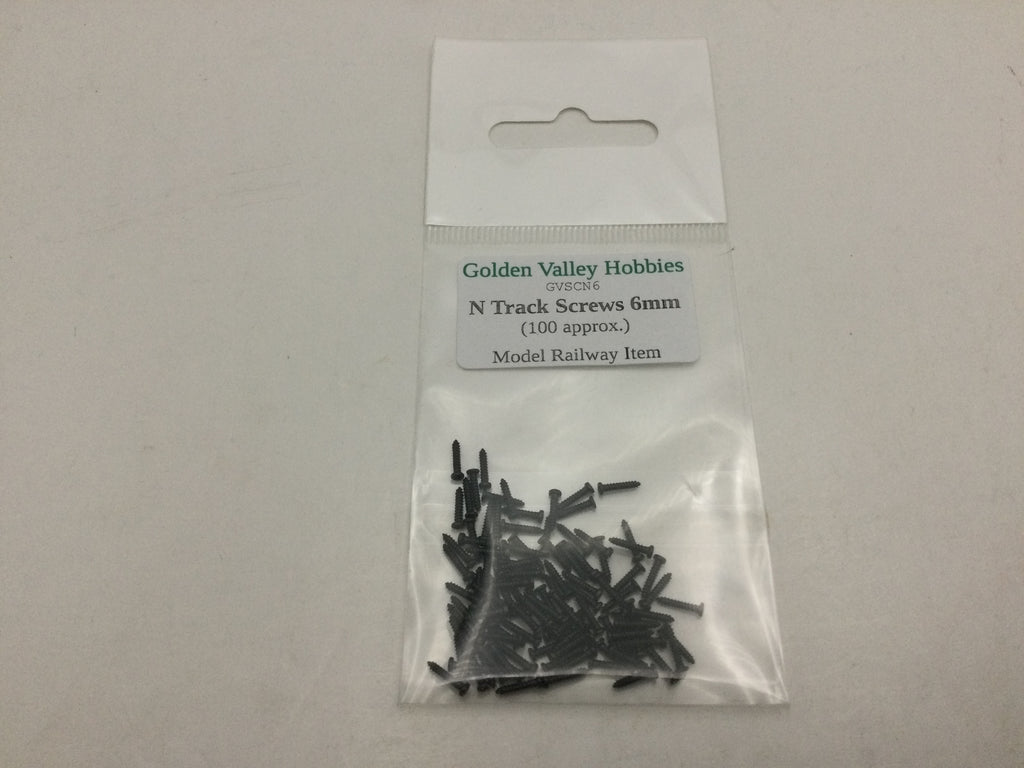 Golden Valley Hobbies
GVSCN6
N Track Screws 6mm
(100 approx.)
Model Railway Item